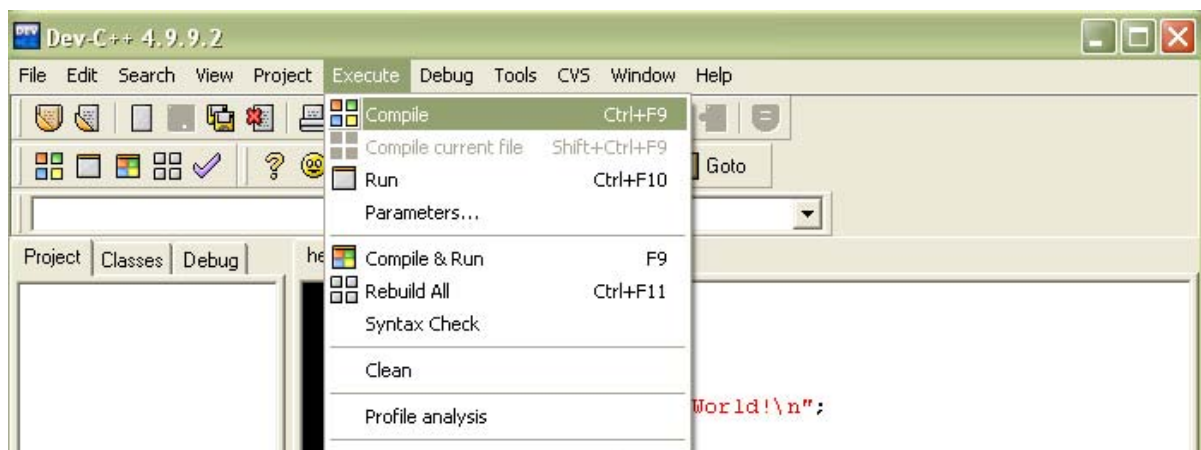 Dev-C++ 4.9.9.2
File Edit Search View Project Execute Debug Tools CVS Window Help
Compile Ctrl+F9
Compile current file Shift+Ctrl+F9
Goto
Run Ctrl+F10
Parameters...
Project Classes Debug he
Compile & Run F9
Rebuild All Ctrl+F11
Syntax Check
Clean
World!\n";
Profile analysis